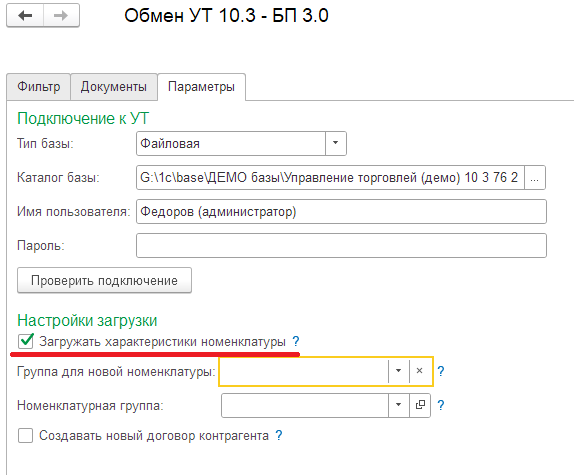 Обмен УТ 10.3 - БП 3.0
Фильтр Документы Параметры
Подключение к УТ
Тип базы: Файловая
Каталог базы: G:\1c\base\ДЕМО базы\Управление торговлей (демо) 10 3 76 2 ...
Имя пользователя: Федоров (администратор)
Пароль:
Проверить подключение
Настройки загрузки
Загружать характеристики номенклатуры ?
Группа для новой номенклатуры: ?
Номенклатурная группа: ?
Создавать новый договор контрагента ?